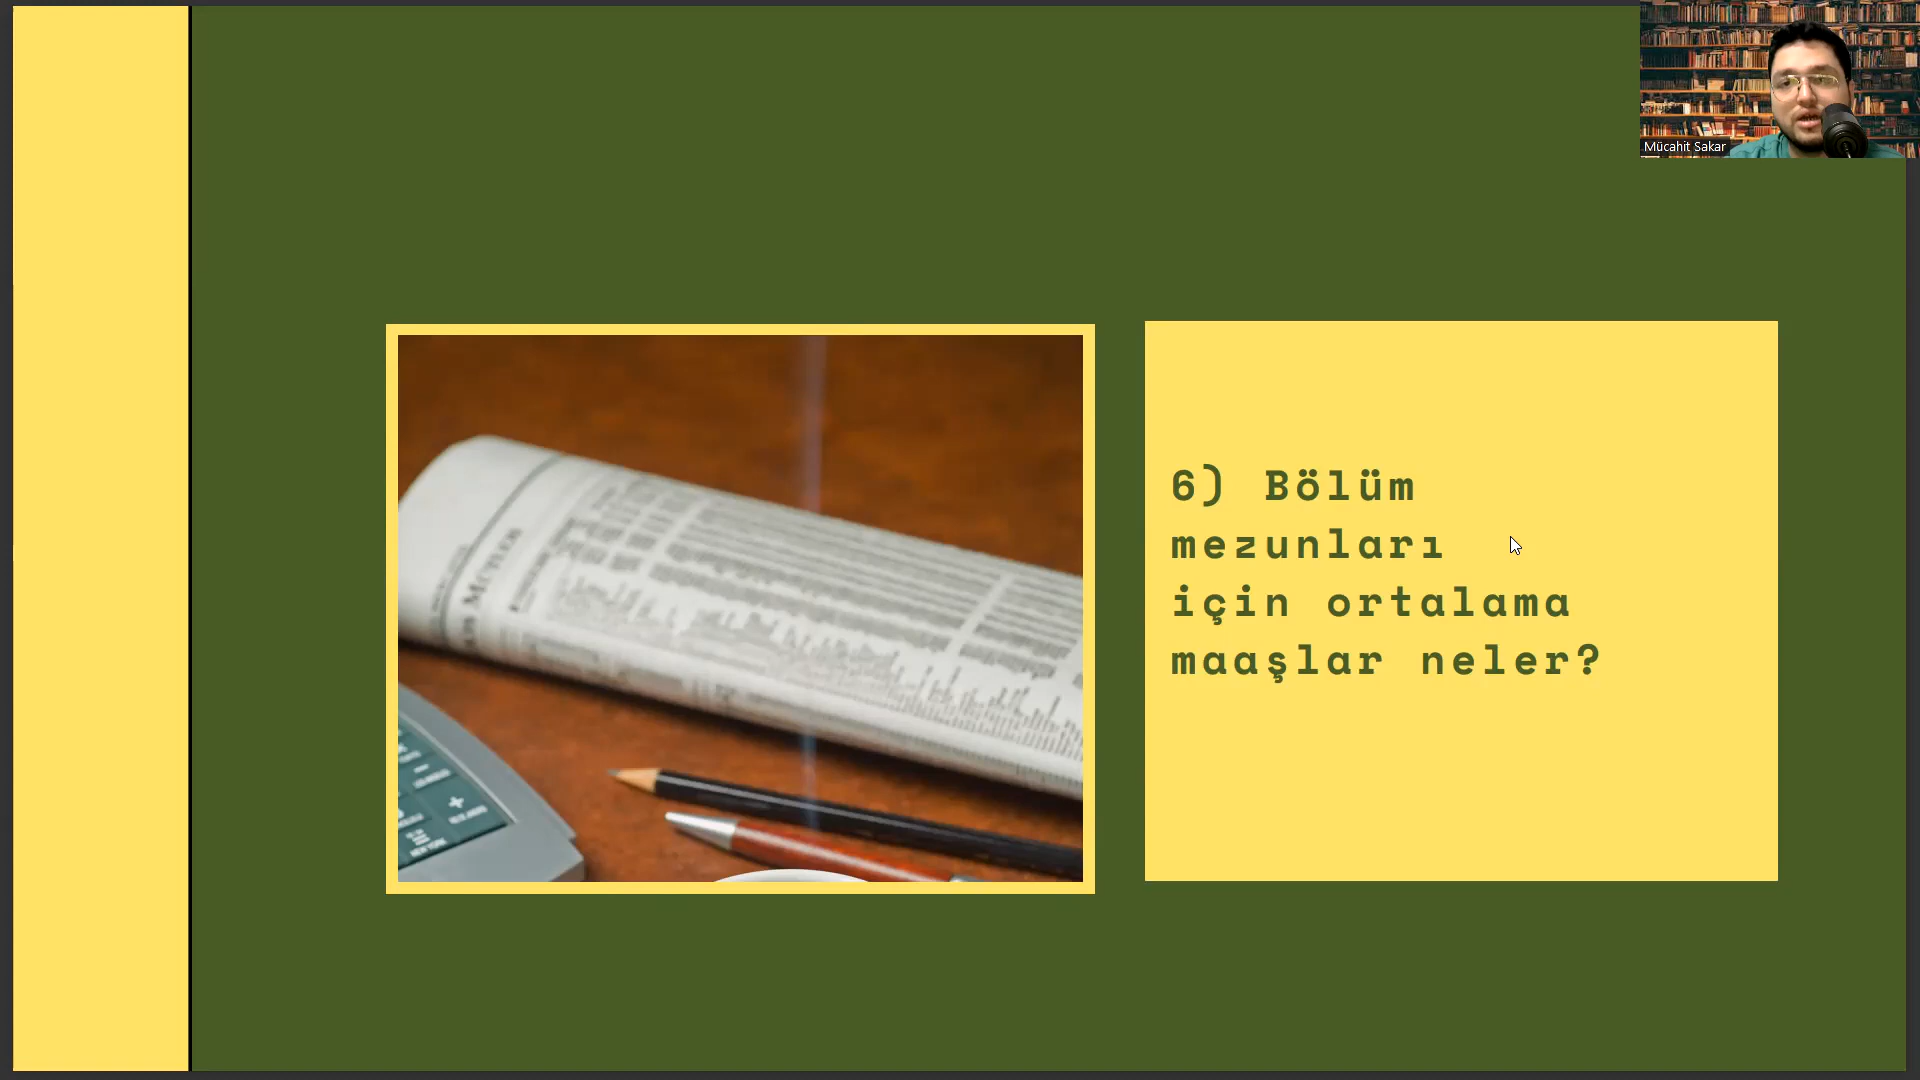 Mücahit Sakar
6) Bölüm
mezunları
için ortalama
maaşlar neler?